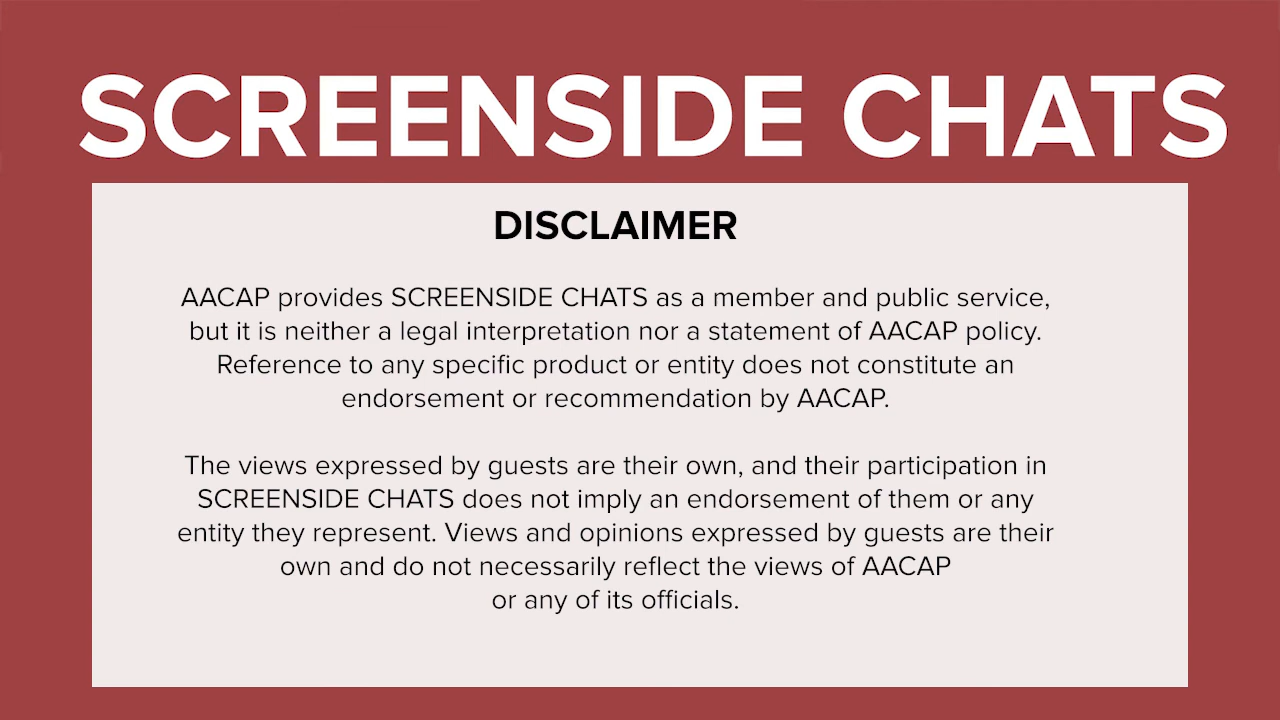 SCREENSIDE CHATS
DISCLAIMER
AACAP provides SCREENSIDE CHATS as a member and public service,
but it is neither a legal interpretation nor a statement of AACAP policy.
Reference to any specific product or entity does not constitute an
endorsement or recommendation by AACAP.
The views expressed by guests are their own, and their participation in
SCREENSIDE CHATS does not imply an endorsement of them or any
entity they represent. Views and opinions expressed by guests are their
own and do not necessarily reflect the views of AACAP
or any of its officials.